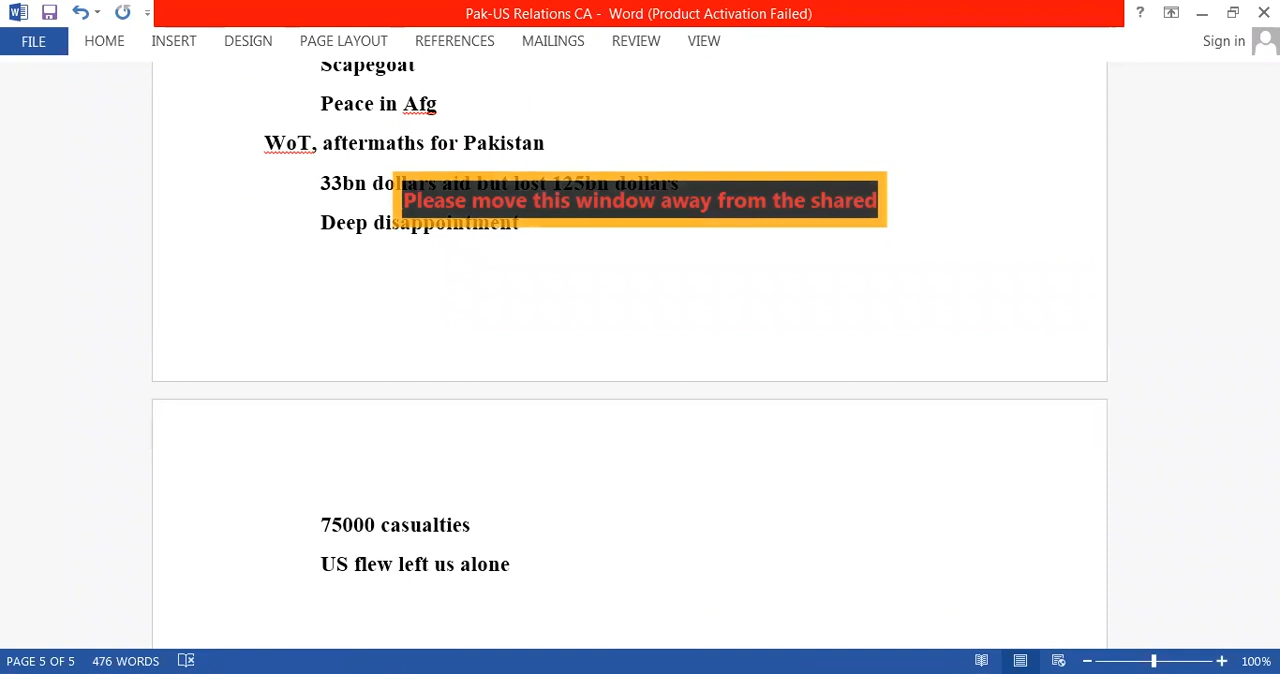 Pak-US Relations CA - Word (Product Activation Failed)
?
FILE HOME INSERT DESIGN PAGE LAYOUT REFERENCES MAILINGS REVIEW VIEW Sign in
Scapegoat
Peace in Afg
WoT, aftermaths for Pakistan
33bn dollars aid but lost 125bn dollars
Please move this window away from the shared
Deep disappointment
75000 casualties
US flew left us alone
PAGE 5 OF 5 476 WORDS 100%